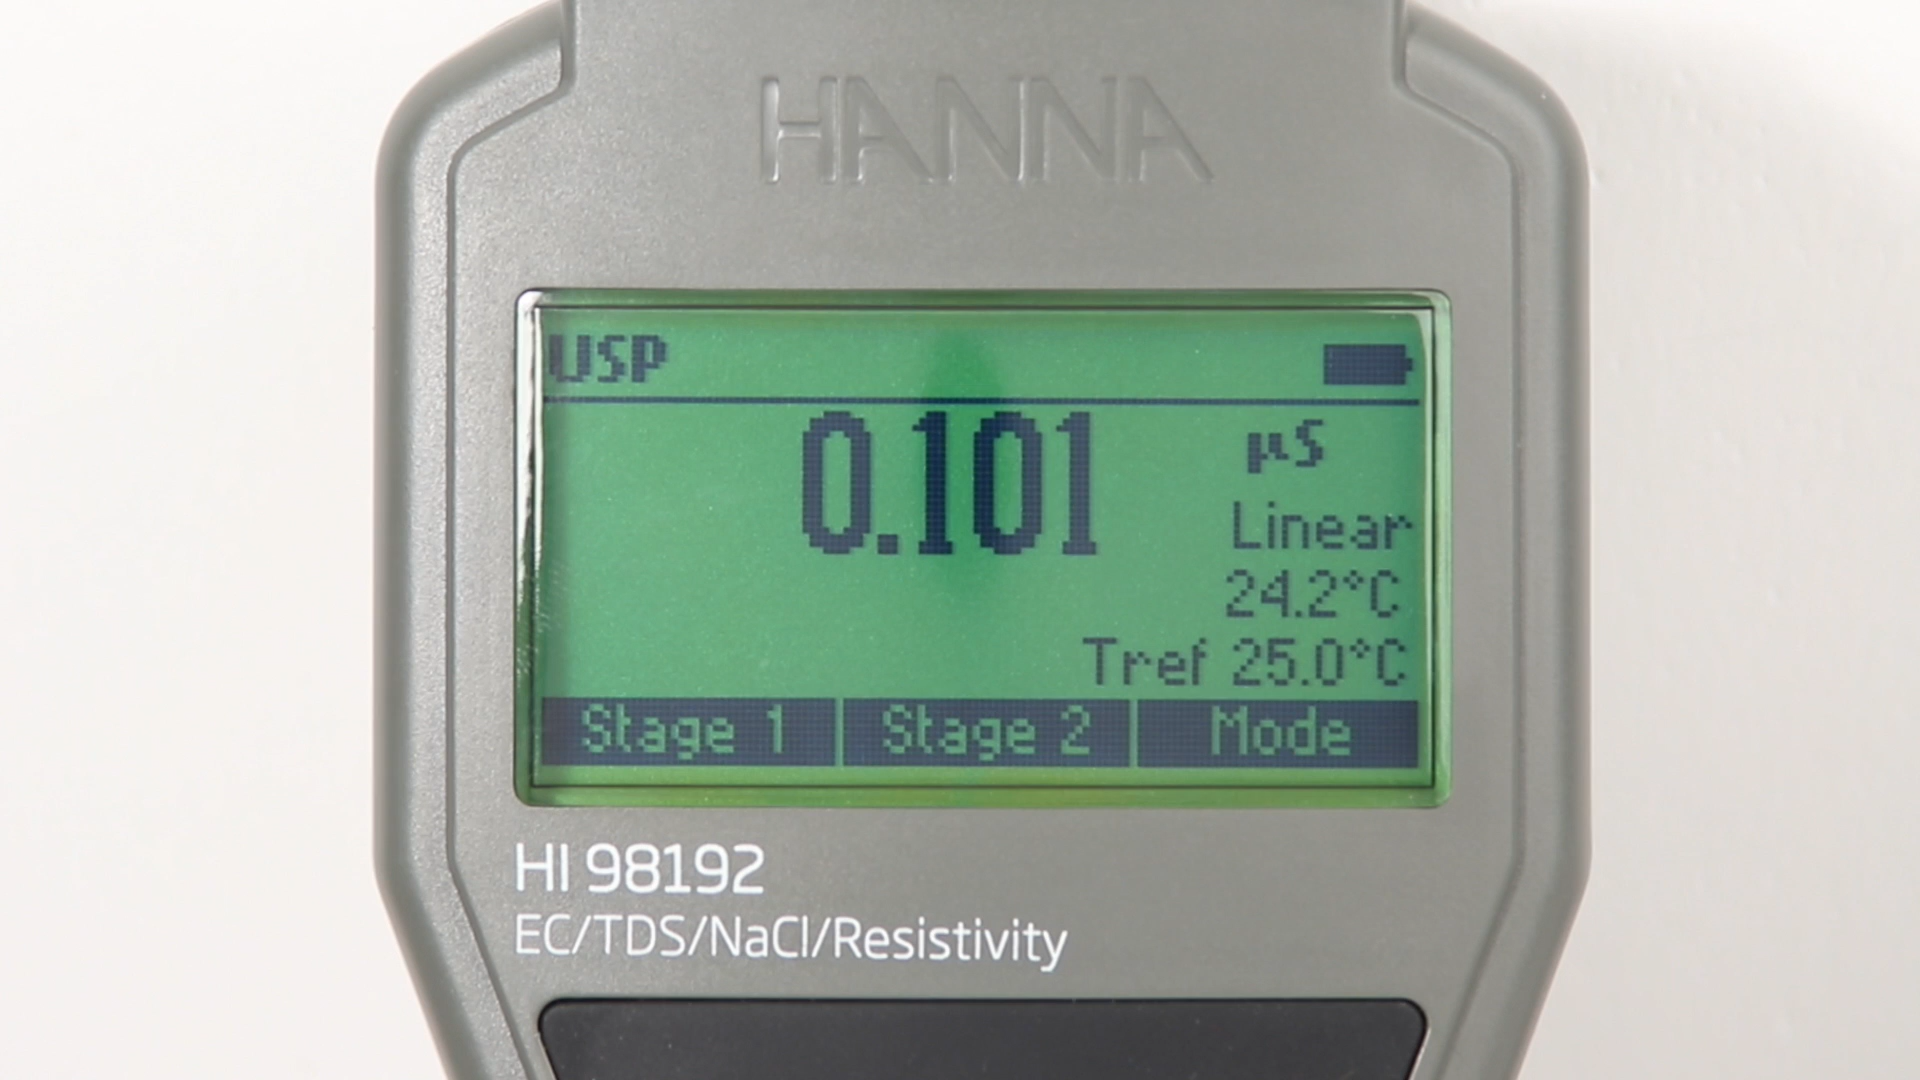 HANNA
USP
0.101 µS
Linear
24.2°C
Tref 25.0°C
Stage 1 Stage 2 Mode
HI 98192
EC/TDS/NaCl/Resistivity